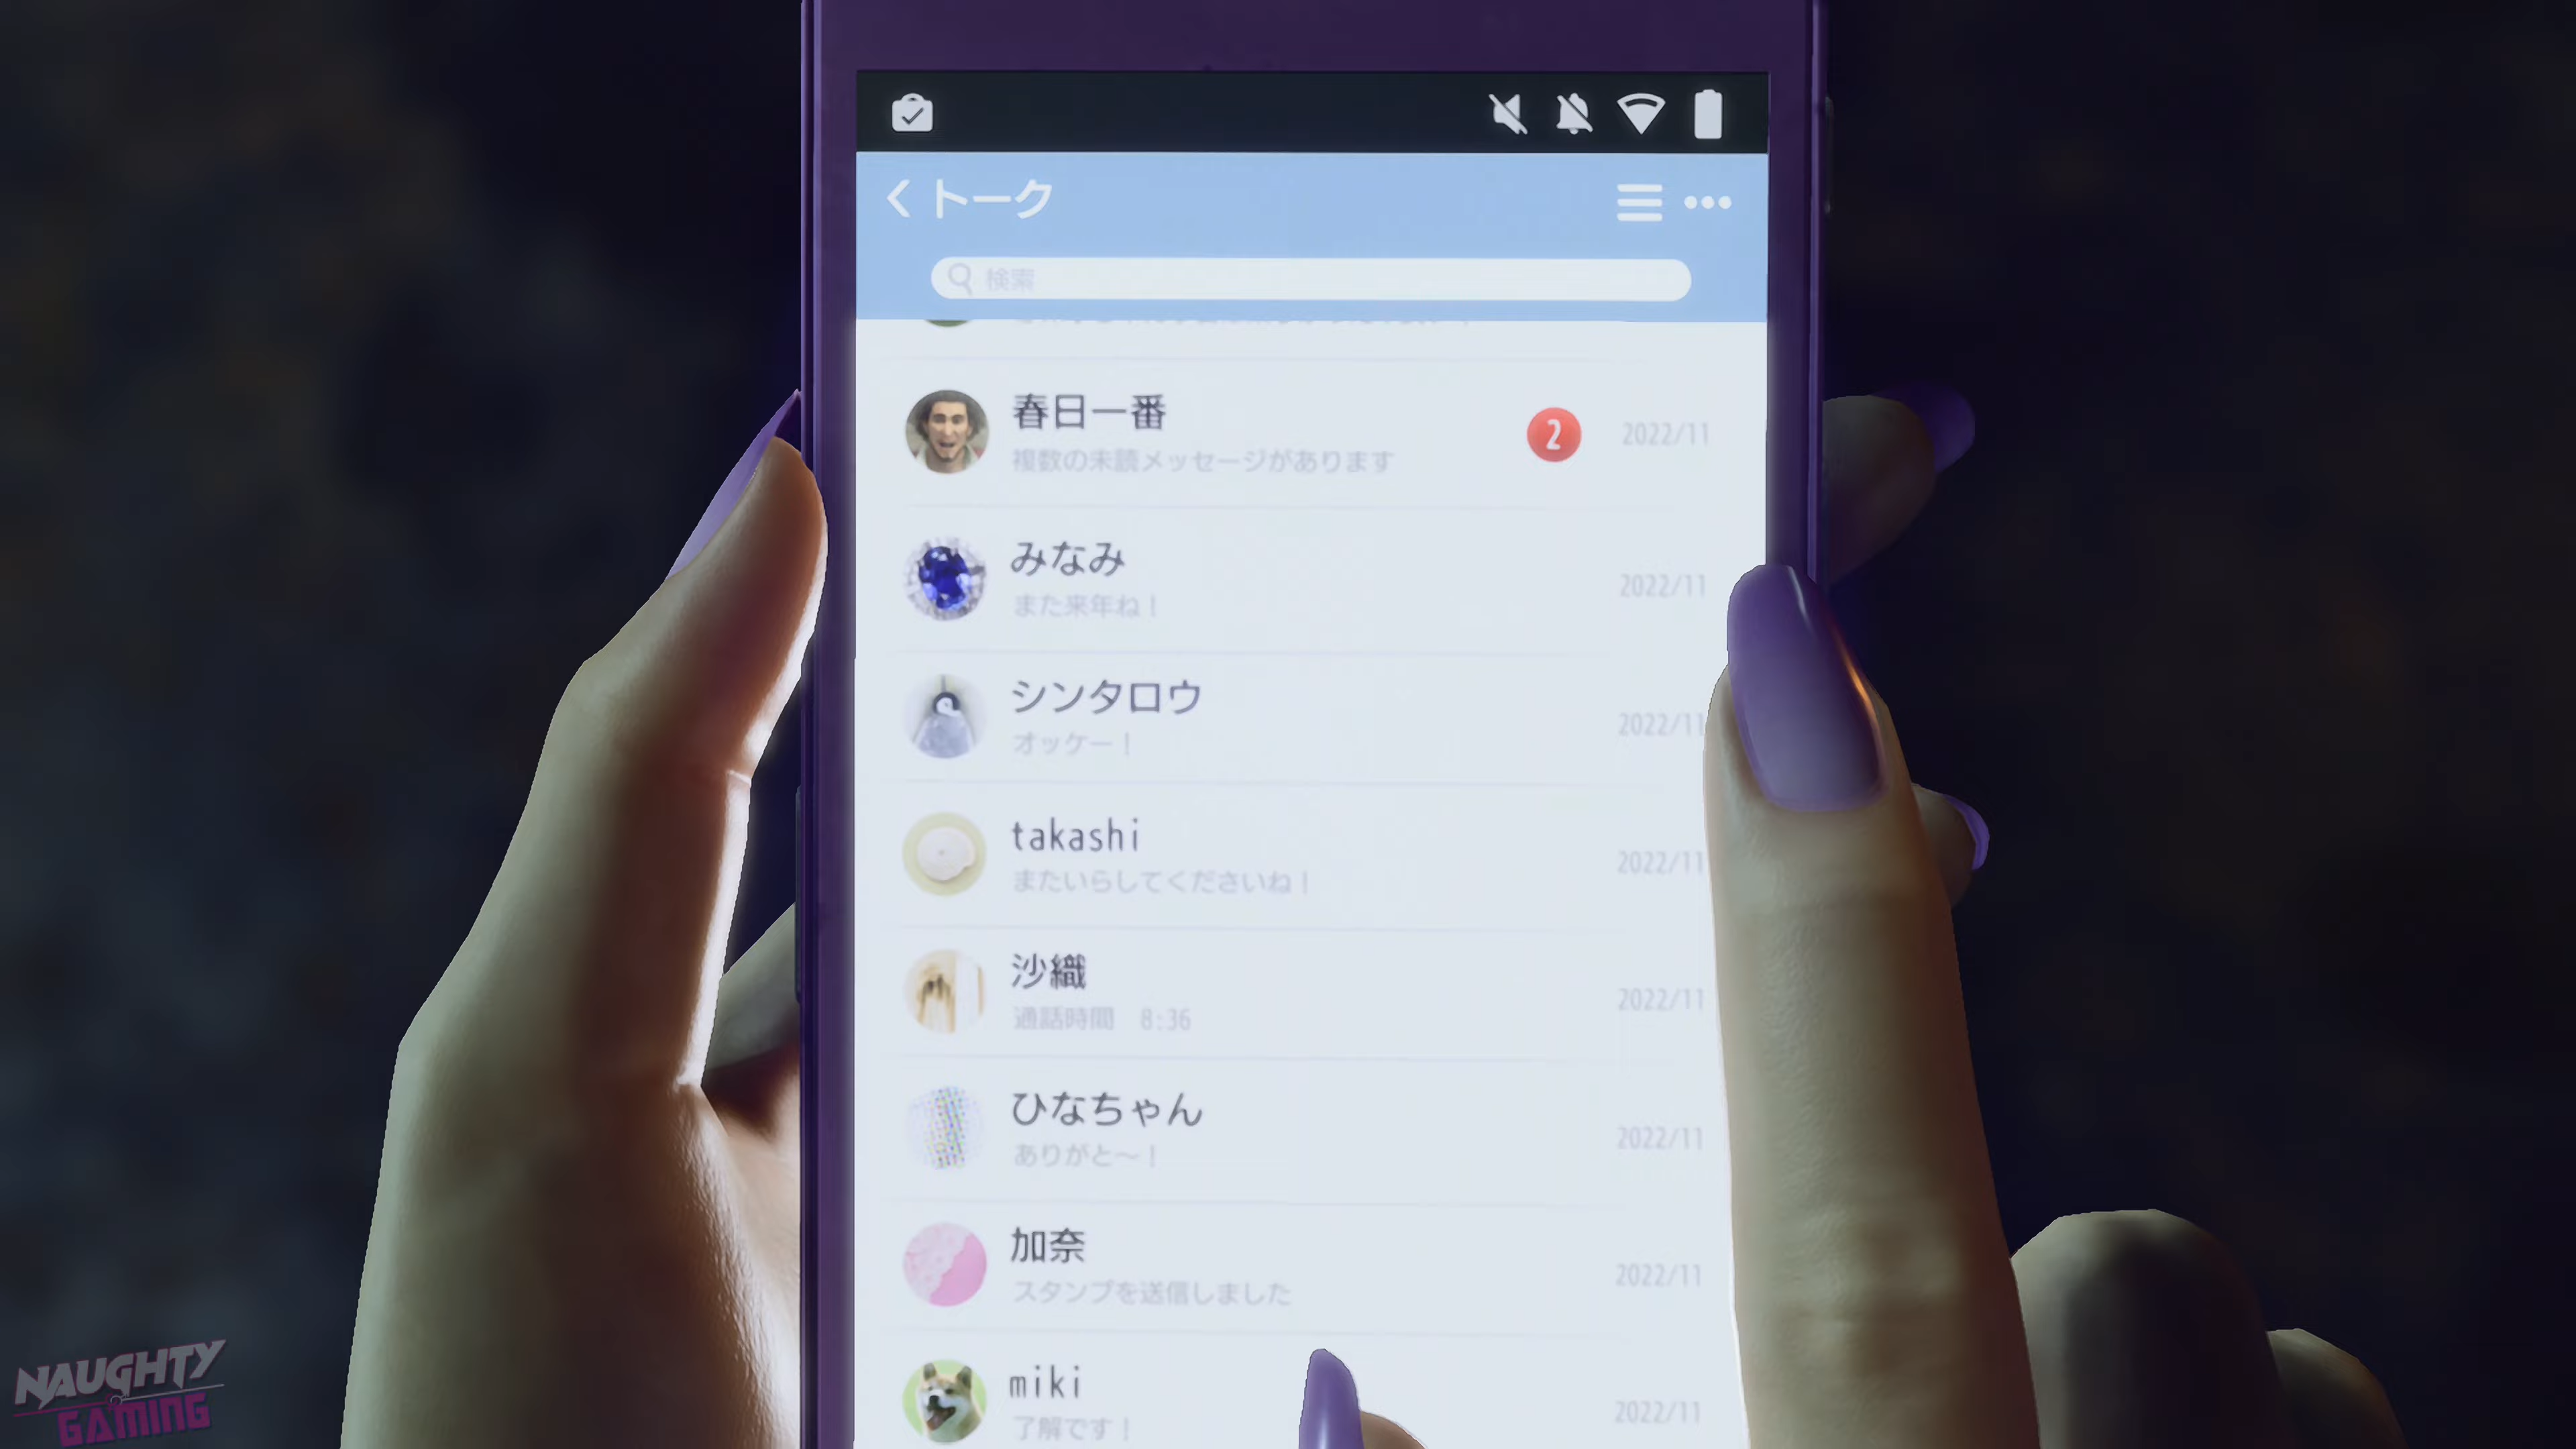 トーク
検索
春日一番
2
2022/11
複数の未読メッセージがあります
みなみ
2022/11
また来年ね！
シンタロウ
2022/11
オッケー！
takashi
2022/11
またいらしてくださいね！
沙織
2022/11
通話時間 8:36
ひなちゃん
2022/11
ありがと～！
加奈
2022/11
スタンプを送信しました
miki
2022/11
了解です！
NAUGHTY
GAMING